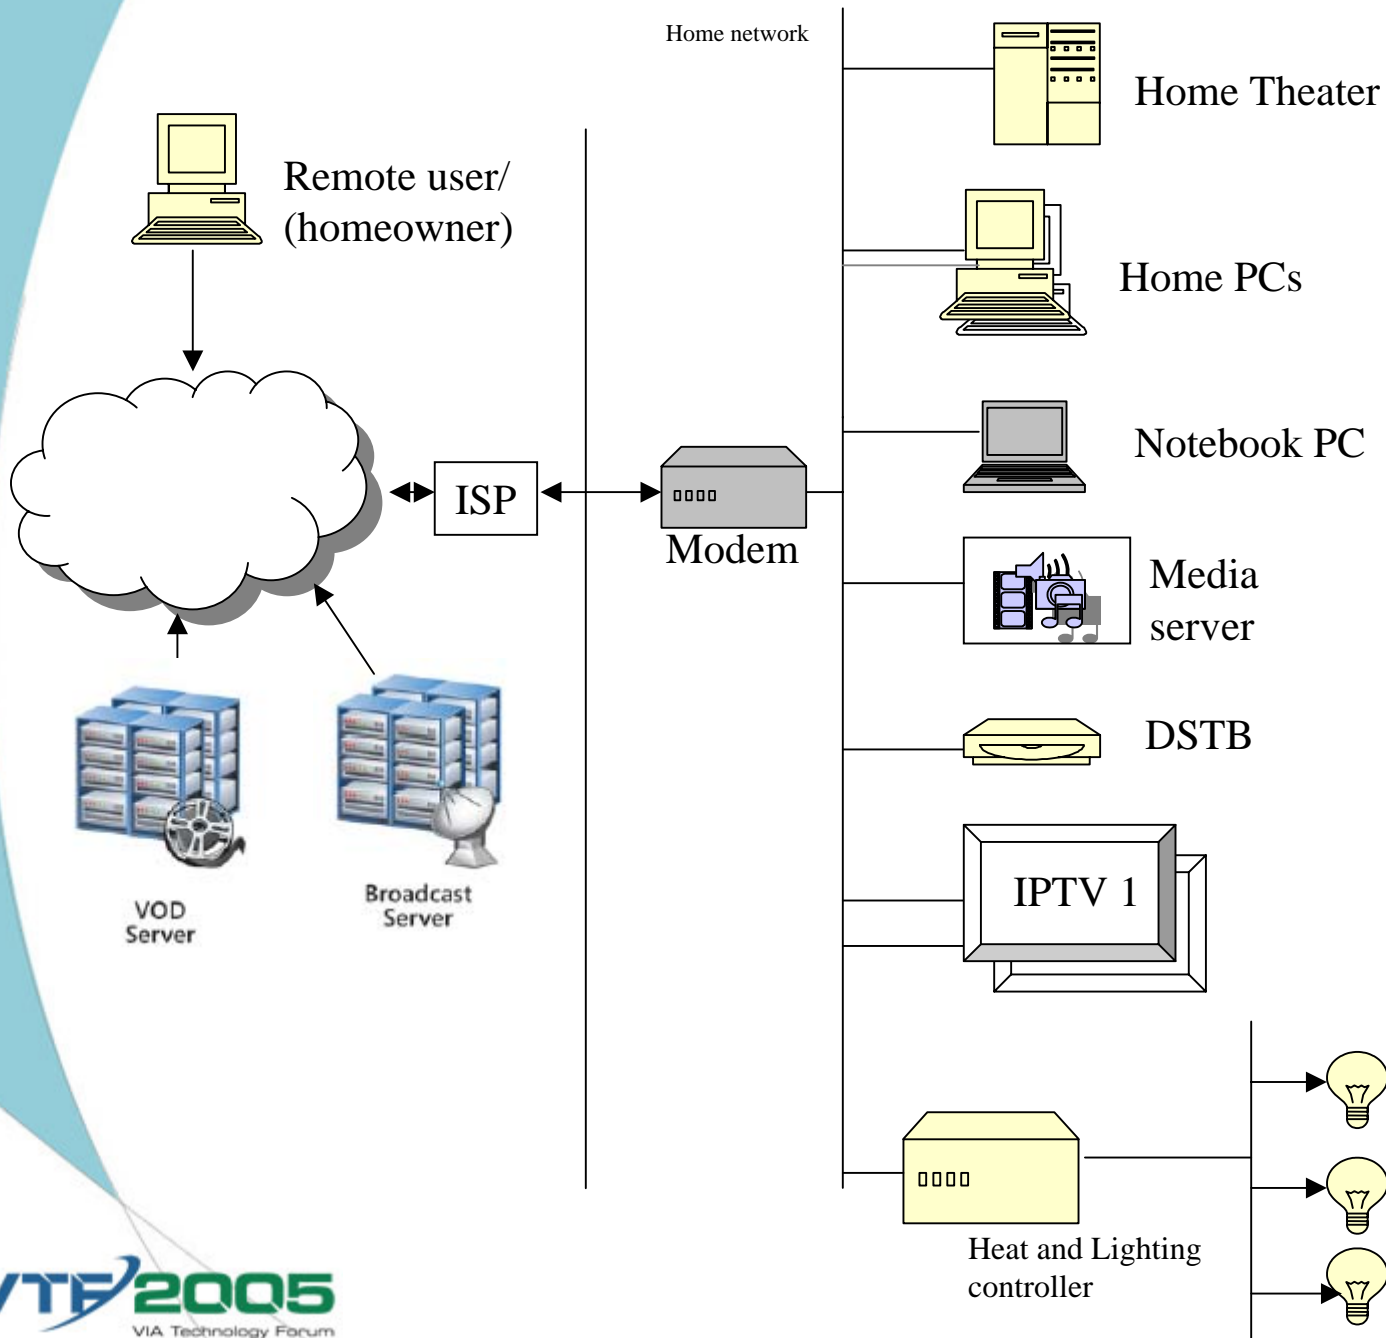 Home network
Home Theater
Remote user/
(homeowner)
Home PCs
Notebook PC
ISP
Modem
Media
server
DSTB
IPTV 1
VOD
Server
Broadcast
Server
Heat and Lighting
controller
VTF 2005
VIA Technology Forum